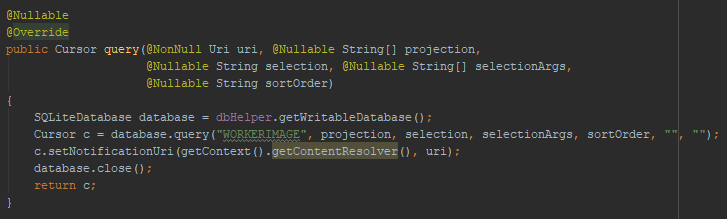 @Nullable
@Override
public Cursor query(@NonNull Uri uri, @Nullable String[] projection,
@Nullable String selection, @Nullable String[] selectionArgs,
@Nullable String sortOrder)
{
SQLiteDatabase database = dbHelper.getWritableDatabase();
Cursor c = database.query("WORKERIMAGE", projection, selection, selectionArgs, sortOrder, "", "");
c.setNotificationUri(getContext().getContentResolver(), uri);
database.close();
return c;
}